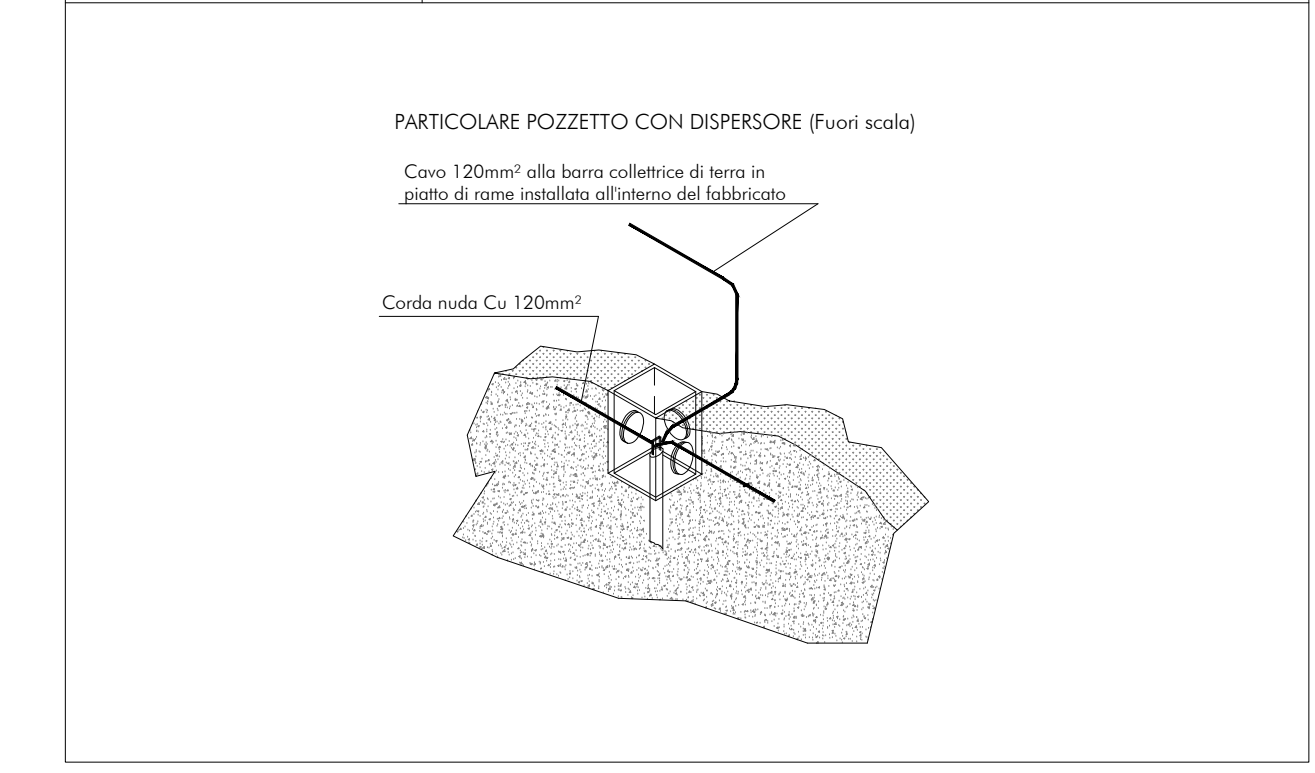 PARTICOLARE POZZETTO CON DISPERSORE (Fuori scala)
Cavo 120mm² alla barra collettrice di terra in
piatto di rame installata all'interno del fabbricato
Corda nuda Cu 120mm²